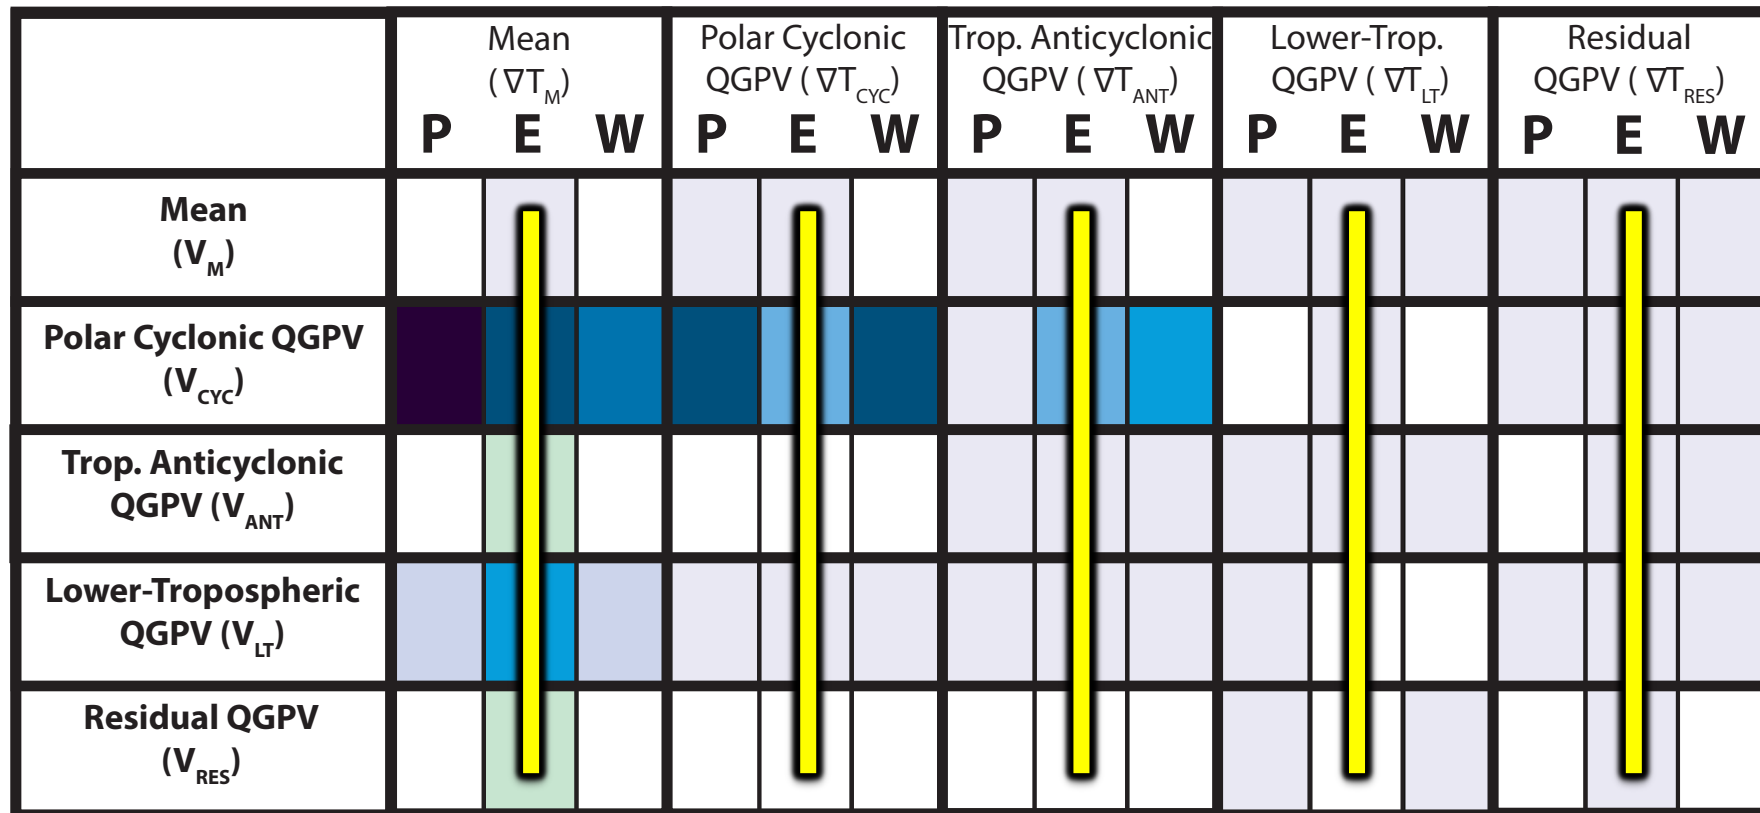 Mean
(∇T_M)
P E W
Polar Cyclonic
QGPV (∇T_CYC)
P E W
Trop. Anticyclonic
QGPV (∇T_ANT)
P E W
Lower-Trop.
QGPV (∇T_LT)
P E W
Residual
QGPV (∇T_RES)
P E W
Mean
(V_M)
Polar Cyclonic QGPV
(V_CYC)
Trop. Anticyclonic
QGPV (V_ANT)
Lower-Tropospheric
QGPV (V_LT)
Residual QGPV
(V_RES)